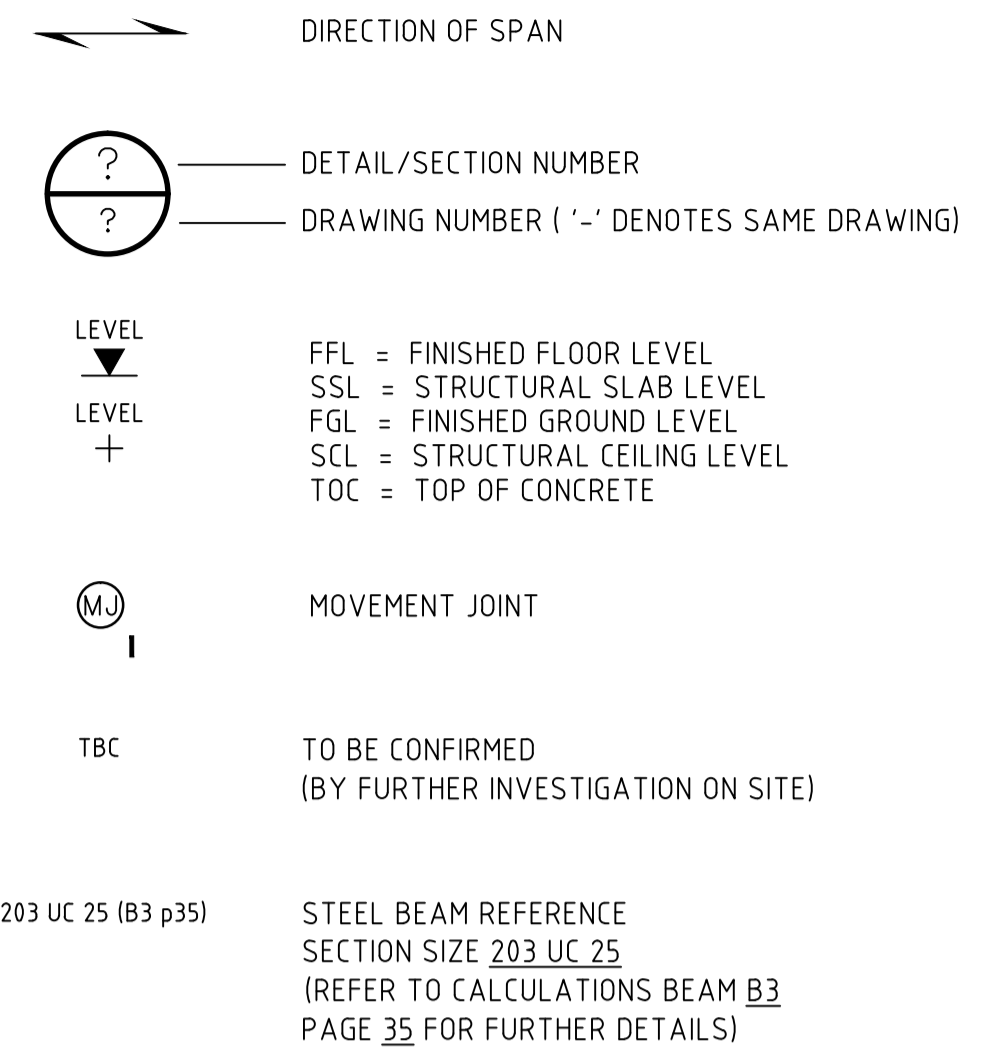 DIRECTION OF SPAN
? DETAIL/SECTION NUMBER
? DRAWING NUMBER ( '-' DENOTES SAME DRAWING)
LEVEL
LEVEL
+
FFL = FINISHED FLOOR LEVEL
SSL = STRUCTURAL SLAB LEVEL
FGL = FINISHED GROUND LEVEL
SCL = STRUCTURAL CEILING LEVEL
TOC = TOP OF CONCRETE
MJ MOVEMENT JOINT
TBC TO BE CONFIRMED
(BY FURTHER INVESTIGATION ON SITE)
203 UC 25 (B3 p35) STEEL BEAM REFERENCE
SECTION SIZE 203 UC 25
(REFER TO CALCULATIONS BEAM B3
PAGE 35 FOR FURTHER DETAILS)